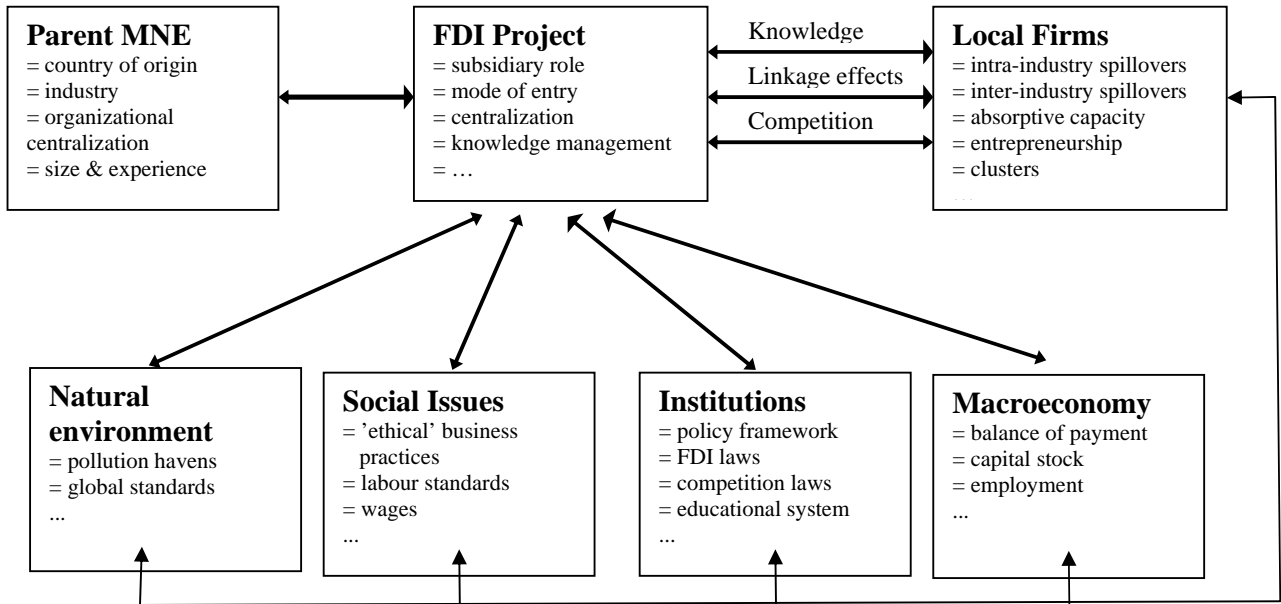 Parent MNE
= country of origin
= industry
= organizational
centralization
= size & experience
FDI Project
= subsidiary role
= mode of entry
= centralization
= knowledge management
= …
Knowledge
Linkage effects
Competition
Local Firms
= intra-industry spillovers
= inter-industry spillovers
= absorptive capacity
= entrepreneurship
= clusters
...
Natural
environment
= pollution havens
= global standards
...
Social Issues
= ’ethical’ business
practices
= labour standards
= wages
...
Institutions
= policy framework
= FDI laws
= competition laws
= educational system
...
Macroeconomy
= balance of payment
= capital stock
= employment
...